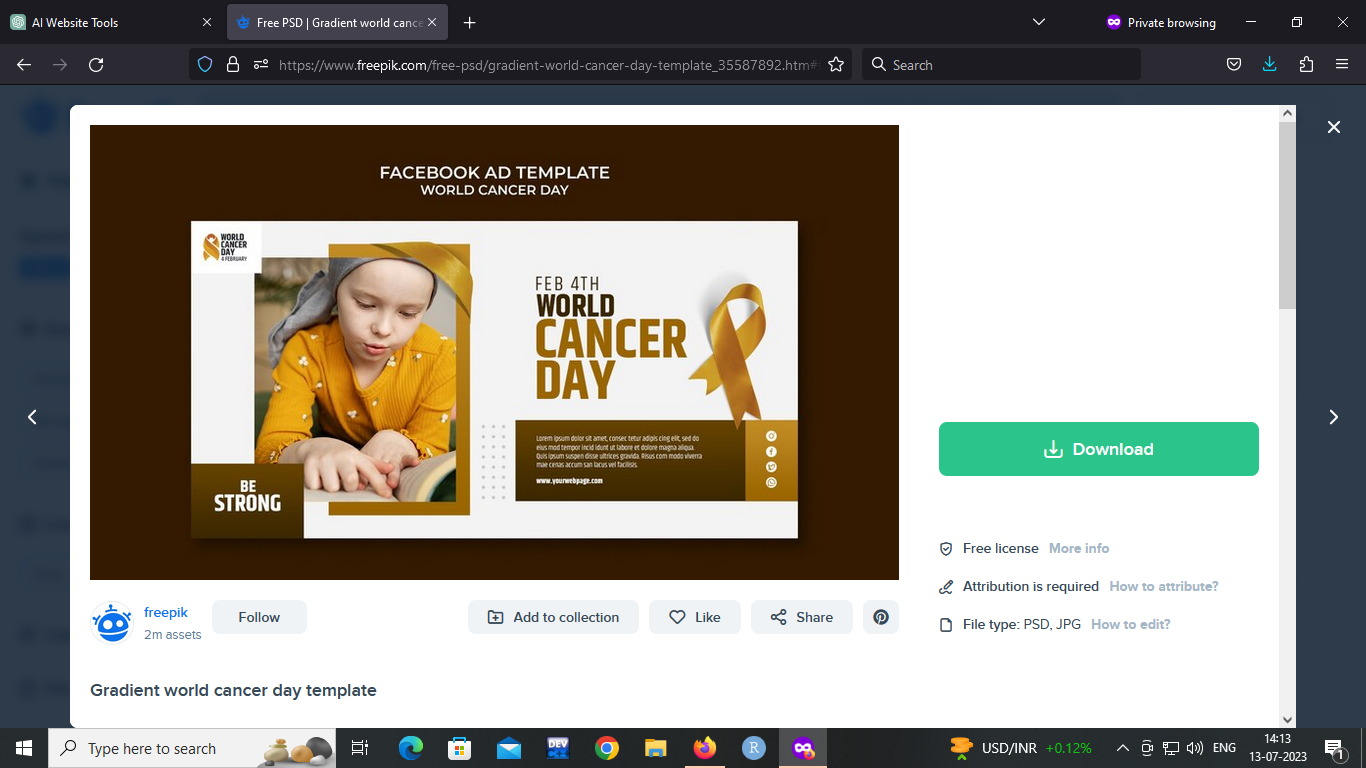 AI Website Tools
Free PSD | Gradient world cance
Private browsing
https://www.freepik.com/free-psd/gradient-world-cancer-day-template_35587892.htm#
Search
FACEBOOK AD TEMPLATE
WORLD CANCER DAY
WORLD
CANCER
DAY
4 FEBRUARY
FEB 4TH
WORLD
CANCER
DAY
Lorem ipsum dolor sit amet, consec tetur adipis cing elit, sed do
eius mod tempor incid idunt ut labore et dolore magna aliqua.
Quis ipsum suspen disse ultrices gravida. Risus com modo viverra
mae cenas accum san lacus vel facilisis.
www.yourwebpage.com
BE
STRONG
Download
Free license More info
Attribution is required How to attribute?
File type: PSD, JPG How to edit?
freepik
2m assets
Follow
Add to collection
Like
Share
Gradient world cancer day template
Type here to search
DEV
R
USD/INR +0.12%
ENG
14:13
13-07-2023
1